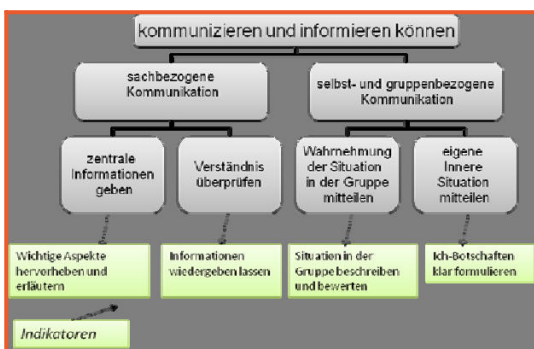 kommunizieren und informieren können
sachbezogene
Kommunikation
selbst- und gruppenbezogene
Kommunikation
zentrale
Informationen
geben
Verständnis
überprüfen
Wahrnehmung
der Situation
in der Gruppe
mitteilen
eigene
Innere
Situation
mitteilen
Wichtige Aspekte
hervorheben und
erläutern
Informationen
wiedergeben lassen
Situation in der
Gruppe beschreiben
und bewerten
Ich-Botschaften
klar formulieren
Indikatoren